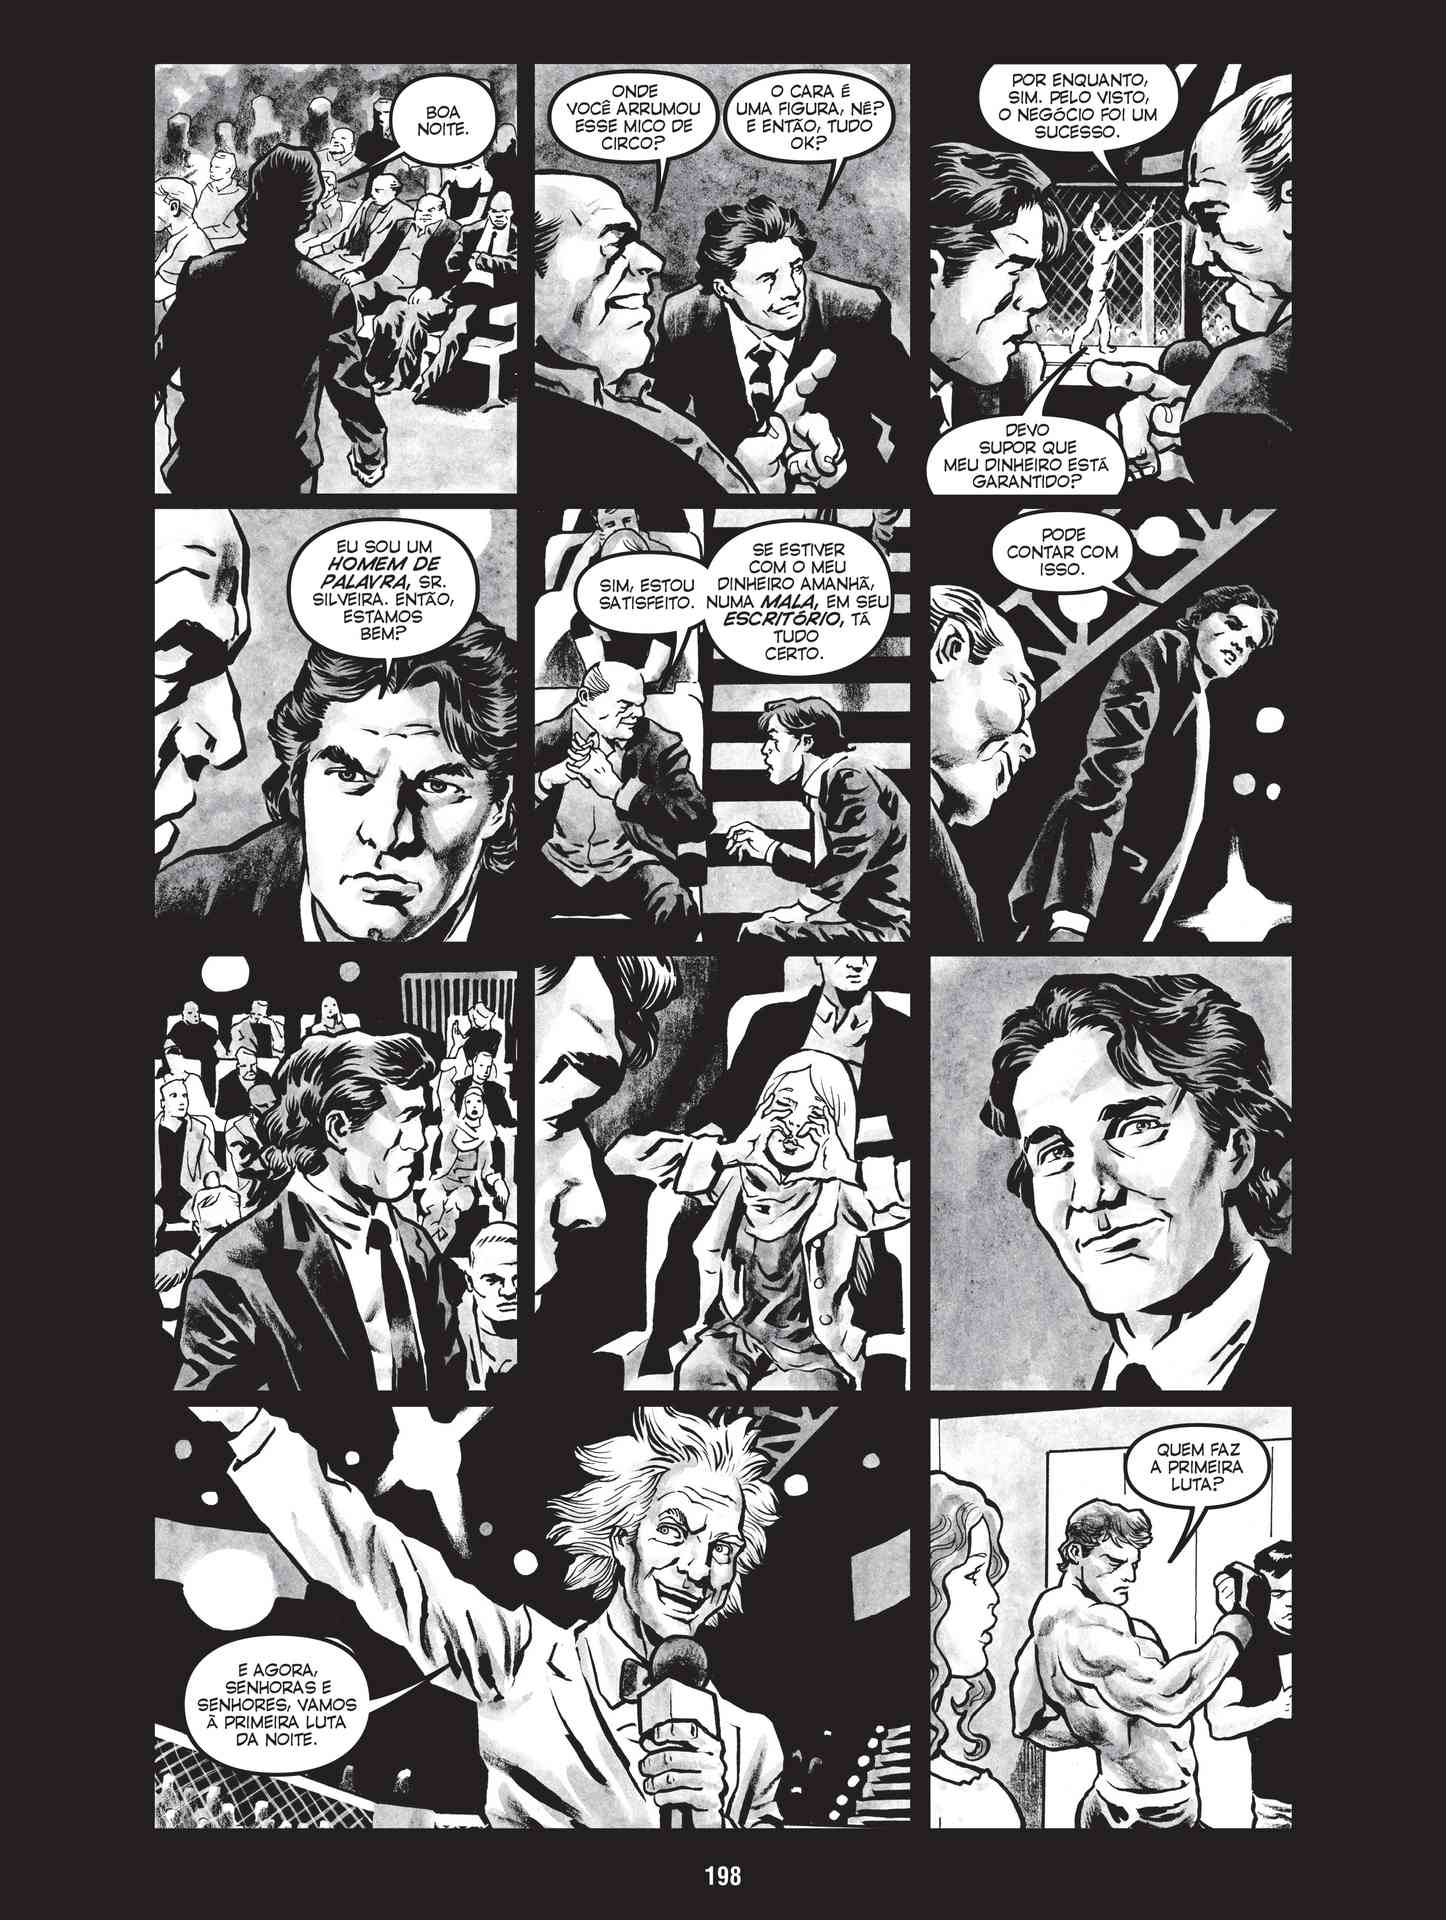 BOA
NOITE.
ONDE
VOCÊ ARRUMOU
ESSE MICO DE
CIRCO?
O CARA É
UMA FIGURA, NÉ?
E ENTÃO, TUDO
OK?
POR ENQUANTO,
SIM. PELO VISTO,
O NEGÓCIO FOI UM
SUCESSO.
DEVO
SUPOR QUE
MEU DINHEIRO ESTÁ
GARANTIDO?
EU SOU UM
HOMEM DE
PALAVRA, SR.
SILVEIRA. ENTÃO,
ESTAMOS
BEM?
SIM, ESTOU
SATISFEITO.
SE ESTIVER
COM O MEU
DINHEIRO AMANHÃ,
NUMA MALA, EM SEU
ESCRITÓRIO, TÁ
TUDO
CERTO.
PODE
CONTAR COM
ISSO.
E AGORA,
SENHORAS E
SENHORES, VAMOS
À PRIMEIRA LUTA
DA NOITE.
QUEM FAZ
A PRIMEIRA
LUTA?
198